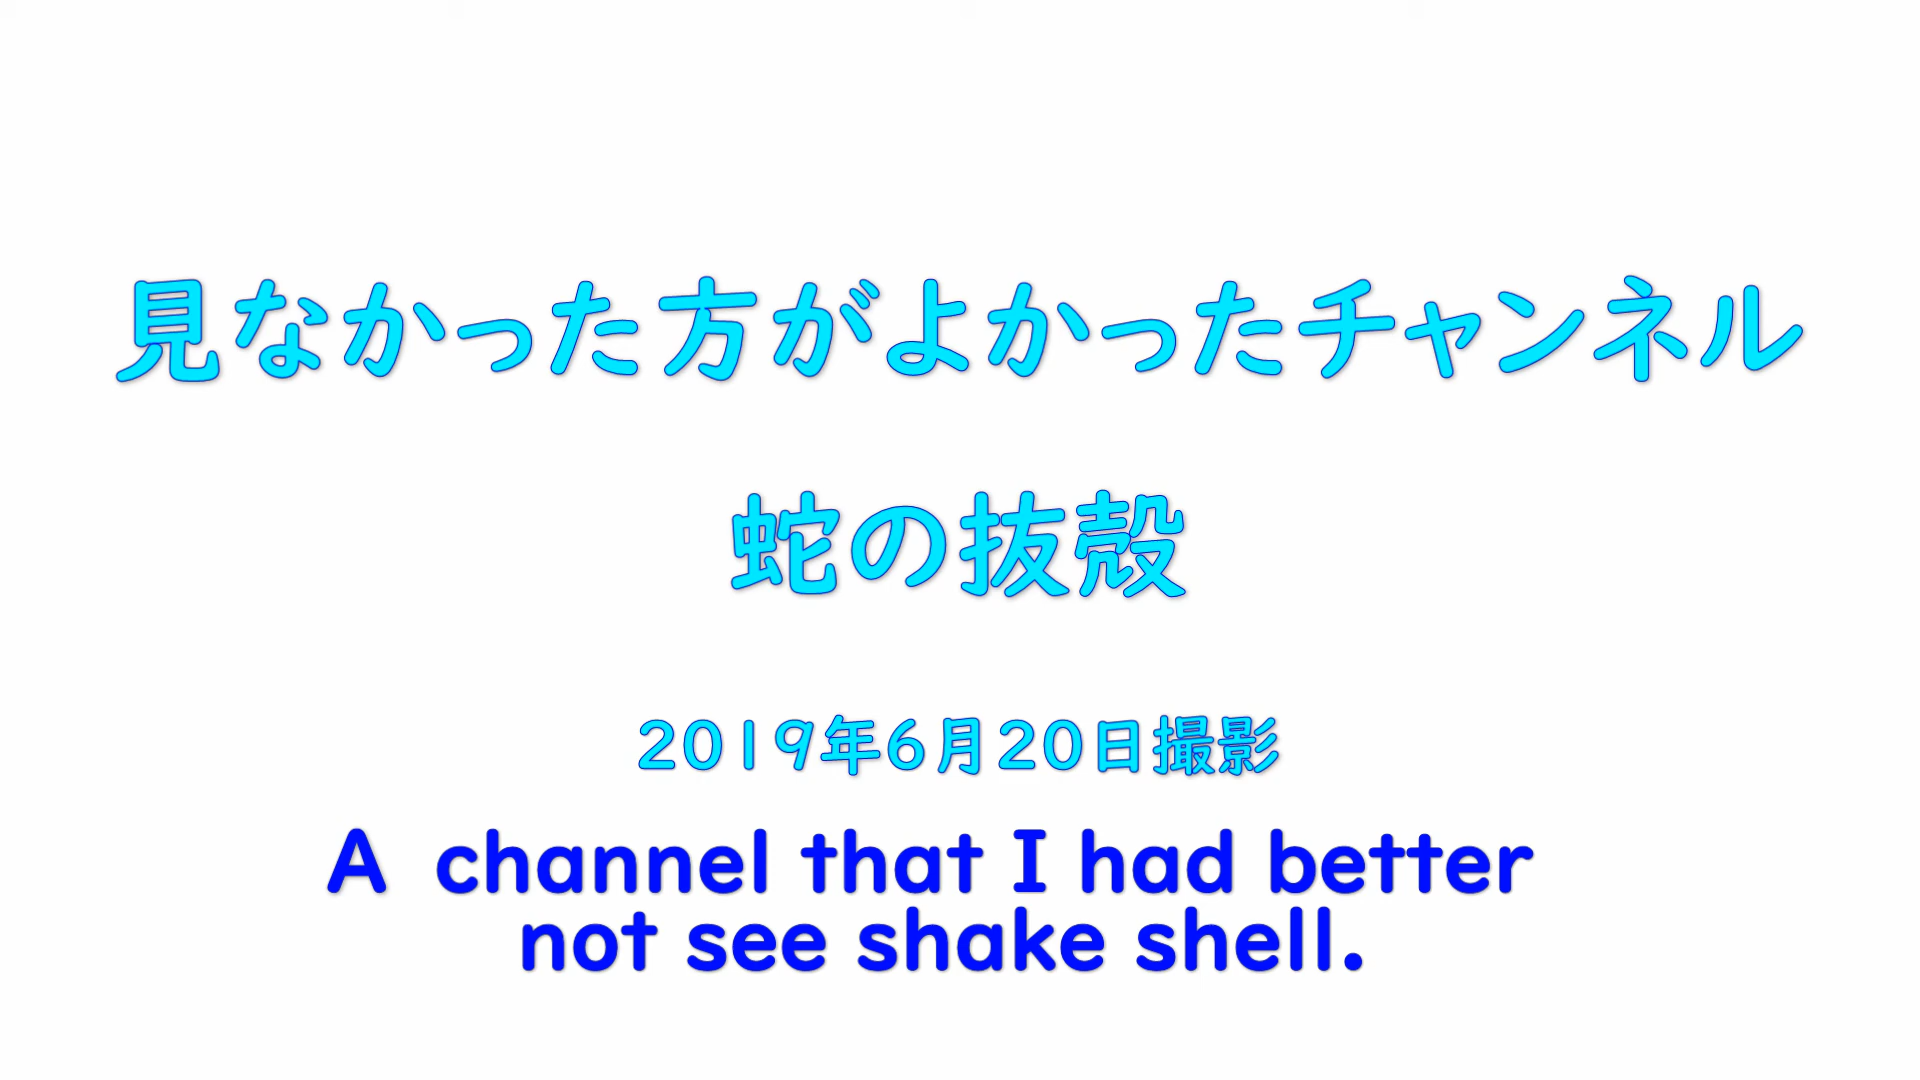 見なかった方がよかったチャンネル
蛇の抜殻
2019年6月20日撮影
A channel that I had better
not see shake shell.